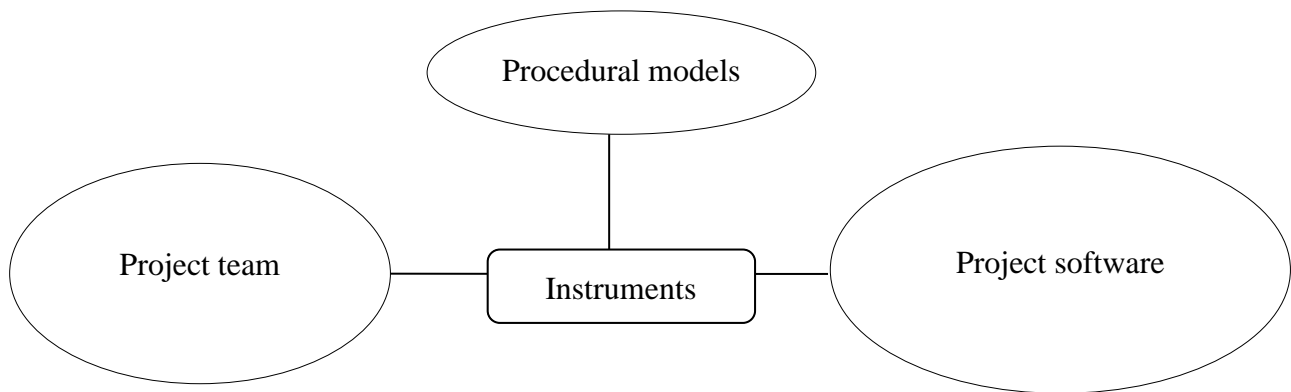 Procedural models
Project team
Instruments
Project software